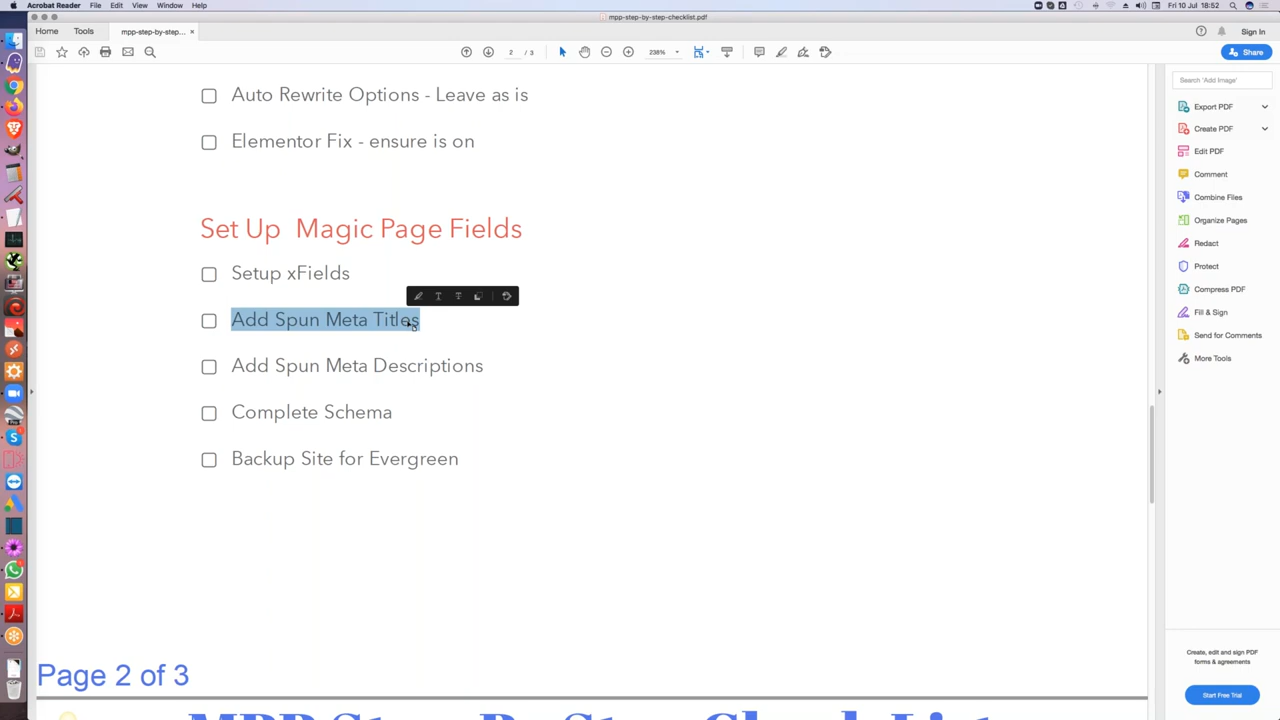 Acrobat Reader File Edit View Window Help
Fri 10 Jul 18:52
mpp-step-by-step-checklist.pdf
Home Tools mpp-step-by-step... × Sign In
2 / 3 238% Share
Search 'Add Image'
Auto Rewrite Options - Leave as is
Elementor Fix - ensure is on
Set Up Magic Page Fields
Setup xFields
Add Spun Meta Titles
Add Spun Meta Descriptions
Complete Schema
Backup Site for Evergreen
Page 2 of 3
Export PDF
Create PDF
Edit PDF
Comment
Combine Files
Organize Pages
Redact
Protect
Compress PDF
Fill & Sign
Send for Comments
More Tools
Create, edit and sign PDF
forms & agreements
Start Free Trial